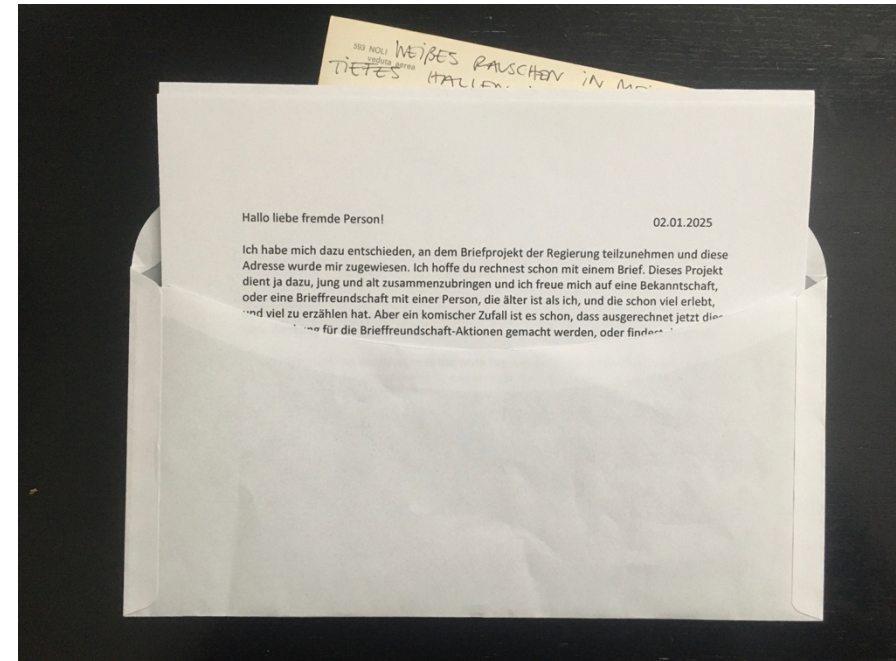 593 NOLI WEIßES RAUSCHEN IN
veduta aerea
TIEFES HALLEN
Hallo liebe fremde Person!
02.01.2025
Ich habe mich dazu entschieden, an dem Briefprojekt der Regierung teilzunehmen und diese
Adresse wurde mir zugewiesen. Ich hoffe du rechnest schon mit einem Brief. Dieses Projekt
dient ja dazu, jung und alt zusammenzubringen und ich freue mich auf eine Bekanntschaft,
oder eine Brieffreundschaft mit einer Person, die älter ist als ich, und die schon viel erlebt,
und viel zu erzählen hat. Aber ein komischer Zufall ist es schon, dass ausgerechnet jetzt
für die Brieffreundschaft-Aktionen gemacht werden, oder